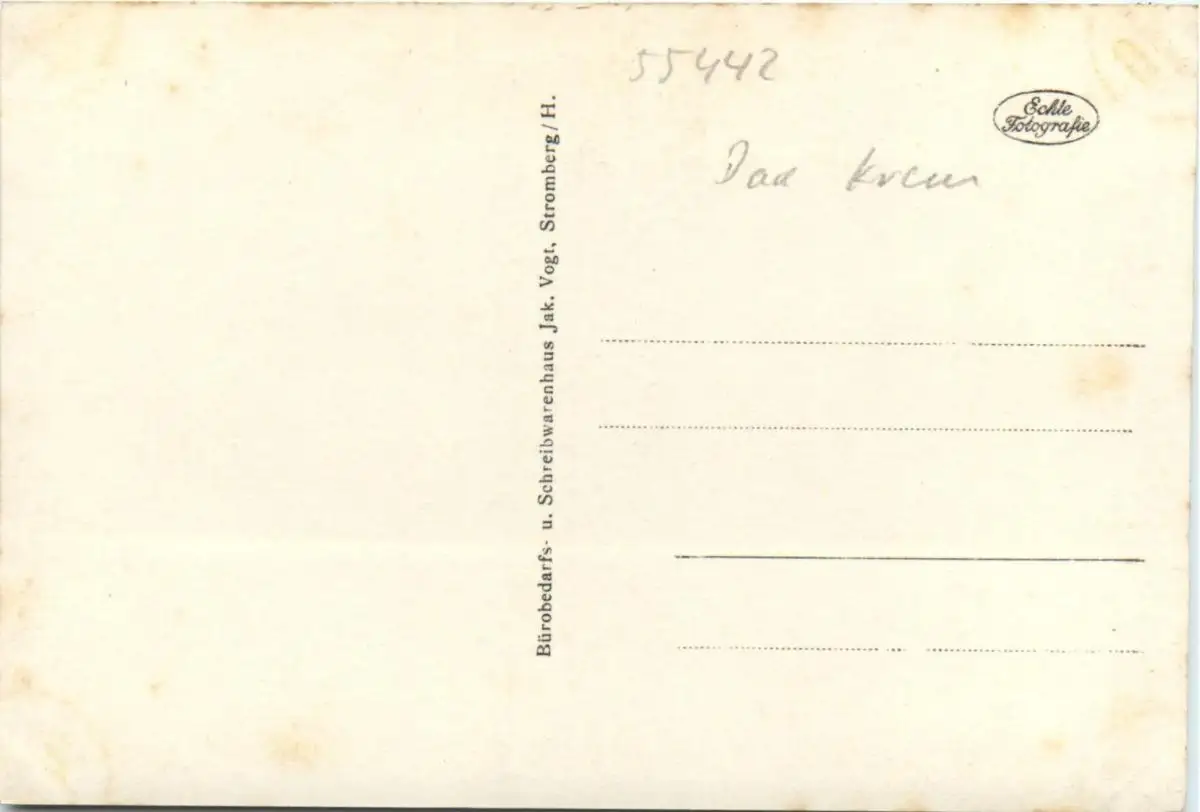 55442
Echte
Fotografie
Bad Kreuz
Bürobedarfs- u. Schreibwarenhaus Jak. Vogt, Stromberg/H.